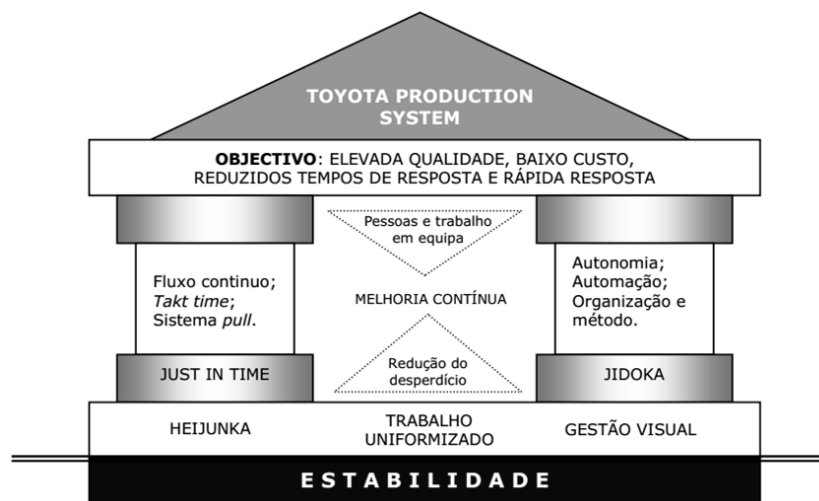 TOYOTA PRODUCTION
SYSTEM
OBJECTIVO: ELEVADA QUALIDADE, BAIXO CUSTO,
REDUZIDOS TEMPOS DE RESPOSTA E RÁPIDA RESPOSTA
Fluxo continuo;
Takt time;
Sistema pull.
JUST IN TIME
Pessoas e trabalho
em equipa
MELHORIA CONTÍNUA
Redução do
desperdício
Autonomia;
Automação;
Organização e
método.
JIDOKA
HEIJUNKA
TRABALHO
UNIFORMIZADO
GESTÃO VISUAL
ESTABILIDADE